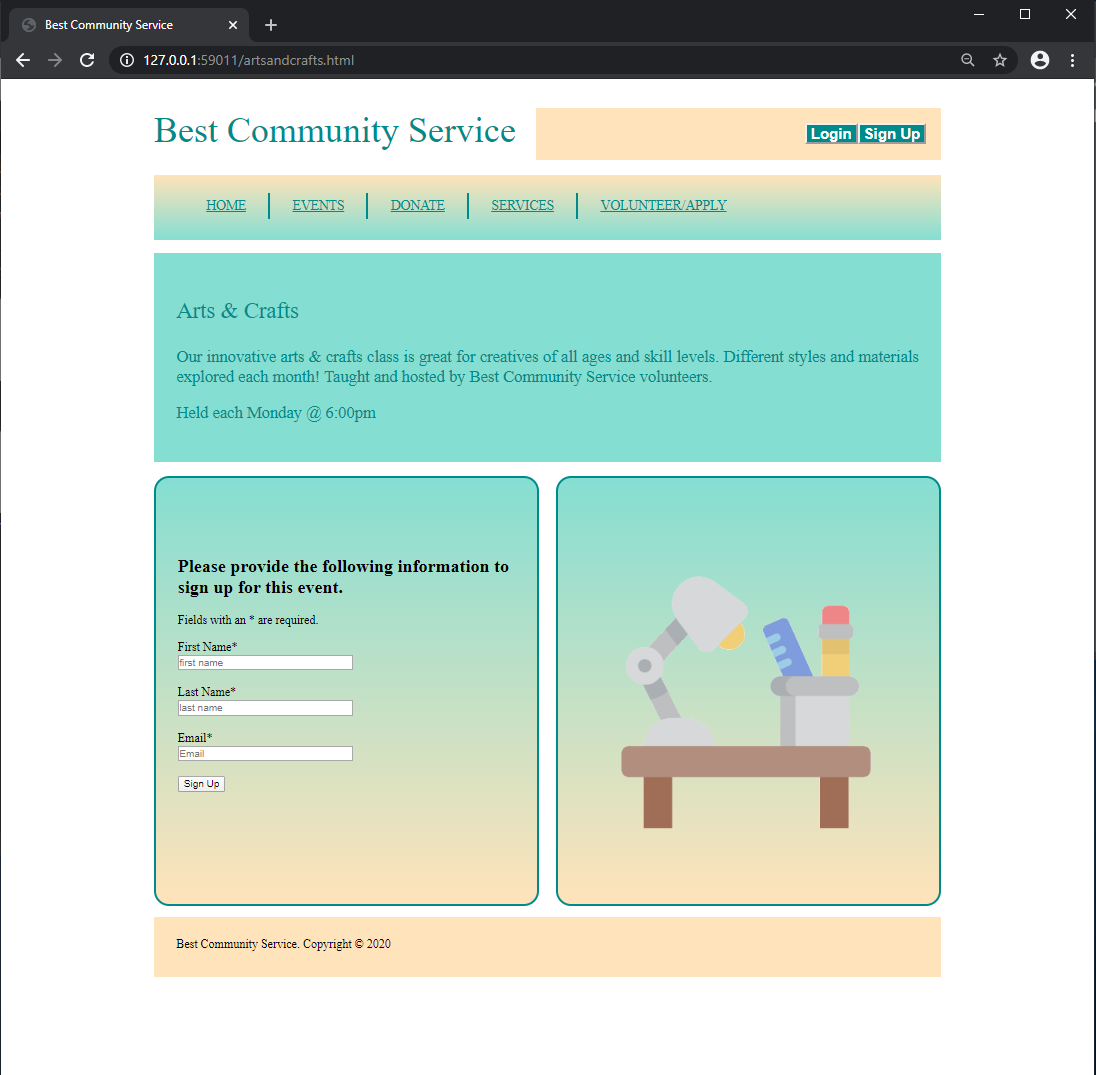 Best Community Service
127.0.0.1:59011/artsandcrafts.html
Best Community Service
Login Sign Up
HOME EVENTS DONATE SERVICES VOLUNTEER/APPLY
Arts & Crafts
Our innovative arts & crafts class is great for creatives of all ages and skill levels. Different styles and materials
explored each month! Taught and hosted by Best Community Service volunteers.
Held each Monday @ 6:00pm
Please provide the following information to
sign up for this event.
Fields with an * are required.
First Name*
first name
Last Name*
last name
Email*
Email
Sign Up
Best Community Service. Copyright © 2020